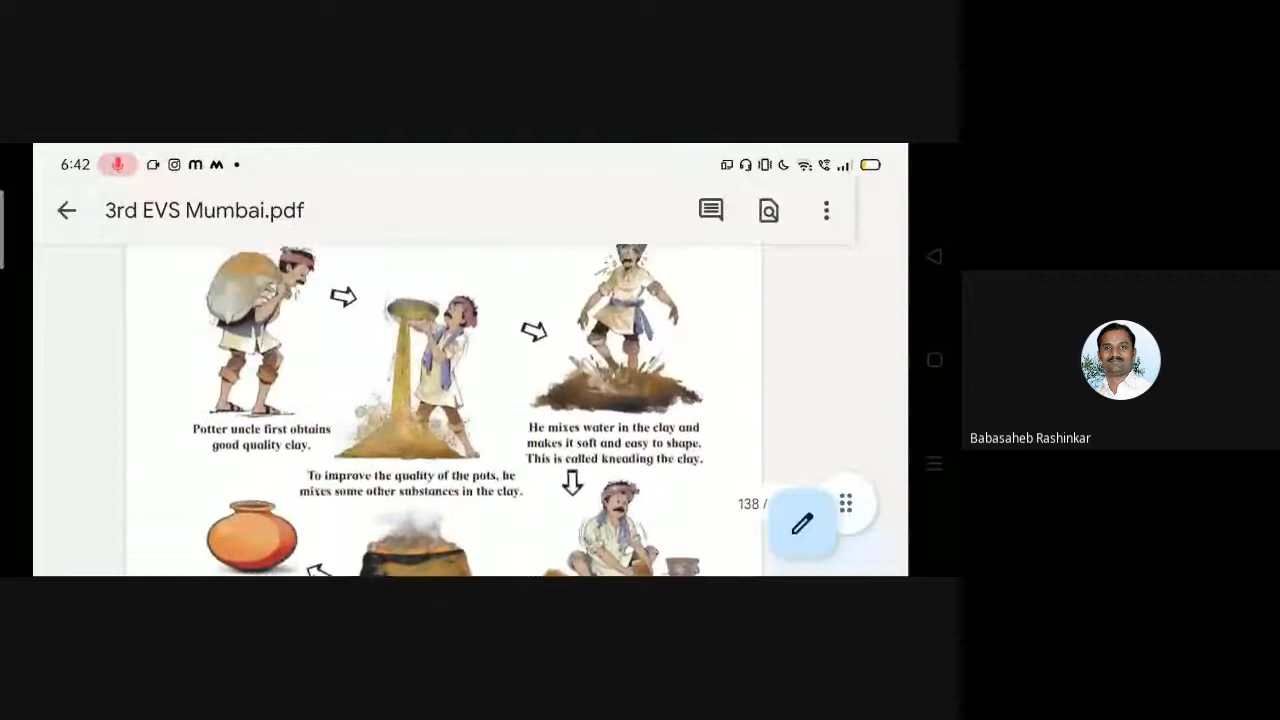 6:42
3rd EVS Mumbai.pdf
Potter uncle first obtains
good quality clay.
He mixes water in the clay and
makes it soft and easy to shape.
This is called kneading the clay.
To improve the quality of the pots, he
mixes some other substances in the clay.
138 /
Babasaheb Rashinkar